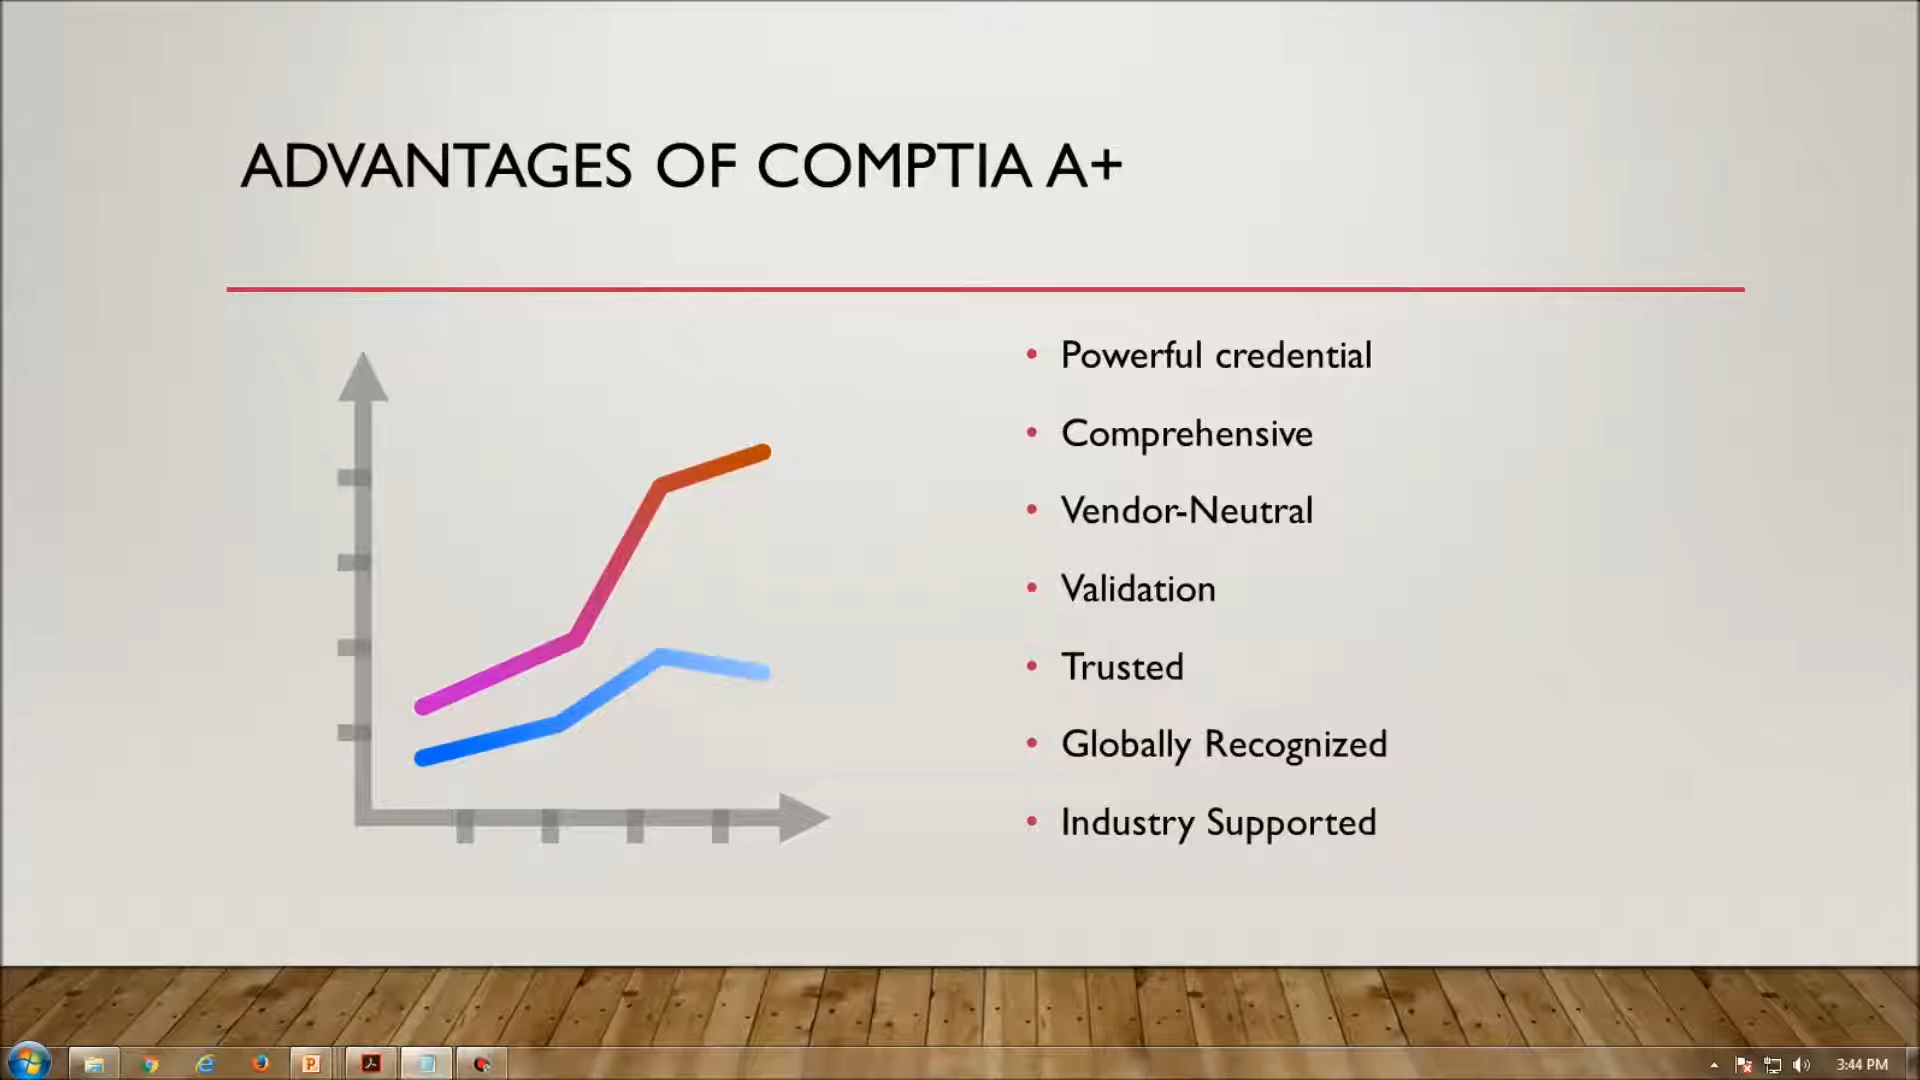 ADVANTAGES OF COMPTIA A+
• Powerful credential
• Comprehensive
• Vendor-Neutral
• Validation
• Trusted
• Globally Recognized
• Industry Supported
3:44 PM